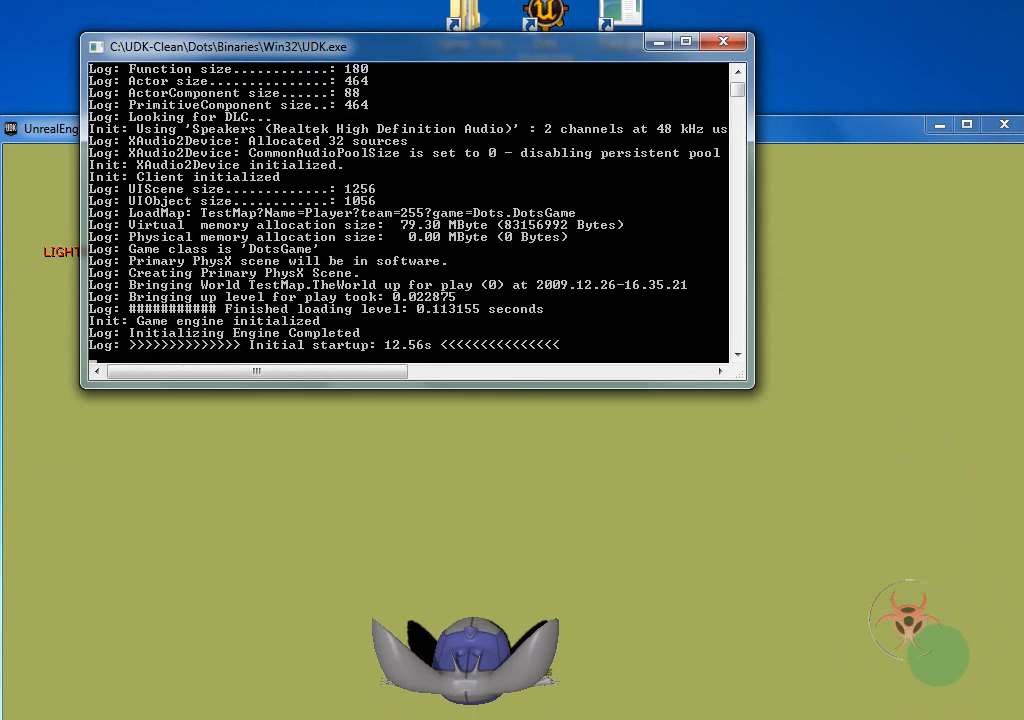 C:\UDK-Clean\Dots\Binaries\Win32\UDK.exe
Log: Function size............: 180
Log: Actor size...............: 464
Log: ActorComponent size......: 88
Log: PrimitiveComponent size..: 464
Log: Looking for DLC...
Init: Using 'Speakers (Realtek High Definition Audio)' : 2 channels at 48 kHz us
Log: XAudio2Device: Allocated 32 sources
Log: XAudio2Device: CommonAudioPoolSize is set to 0 - disabling persistent pool
Init: XAudio2Device initialized.
Init: Client initialized
Log: UIScene size.............: 1256
Log: UIObject size............: 1056
Log: LoadMap: TestMap?Name=Player?team=255?game=Dots.DotsGame
Log: Virtual  memory allocation size:  79.30 MByte (83156992 Bytes)
Log: Physical memory allocation size:   0.00 MByte (0 Bytes)
Log: Game class is 'DotsGame'
Log: Primary PhysX scene will be in software.
Log: Creating Primary PhysX Scene.
Log: Bringing World TestMap.TheWorld up for play (0) at 2009.12.26-16.35.21
Log: Bringing up level for play took: 0.022875
Log: ########### Finished loading level: 0.113155 seconds
Init: Game engine initialized
Log: Initializing Engine Completed
Log: >>>>>>>>>>>>>> Initial startup: 12.56s <<<<<<<<<<<<<<<
UnrealEng
LIGHT